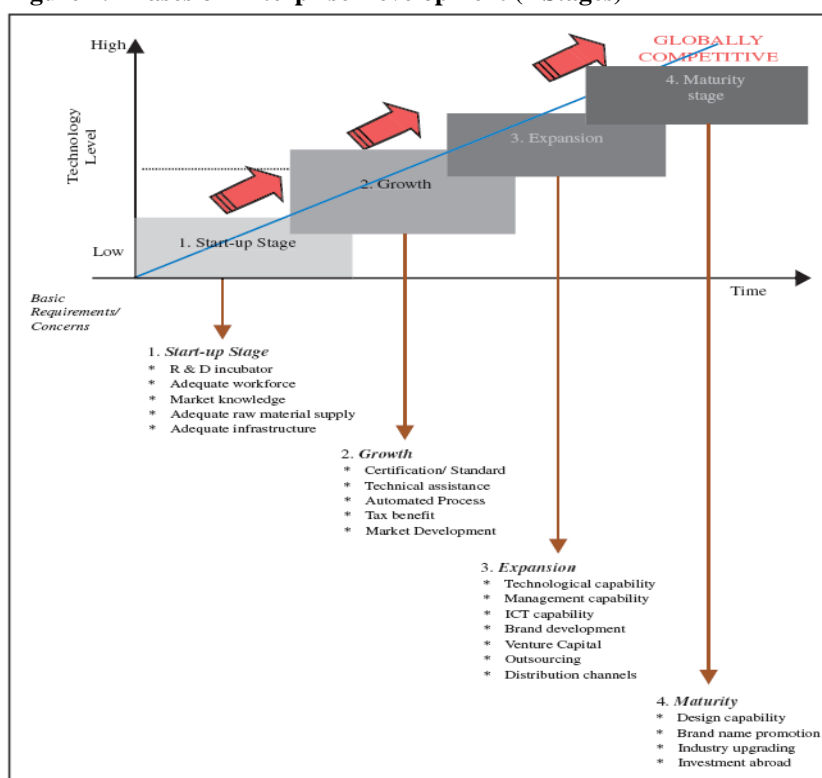 High
GLOBALLY
COMPETITIVE
4. Maturity
stage
3. Expansion
Technology
Level
2. Growth
1. Start-up Stage
Low
Time
Basic
Requirements/
Concerns
1. Start-up Stage
* R & D incubator
* Adequate workforce
* Market knowledge
* Adequate raw material supply
* Adequate infrastructure
2. Growth
* Certification/ Standard
* Technical assistance
* Automated Process
* Tax benefit
* Market Development
3. Expansion
* Technological capability
* Management capability
* ICT capability
* Brand development
* Venture Capital
* Outsourcing
* Distribution channels
4. Maturity
* Design capability
* Brand name promotion
* Industry upgrading
* Investment abroad